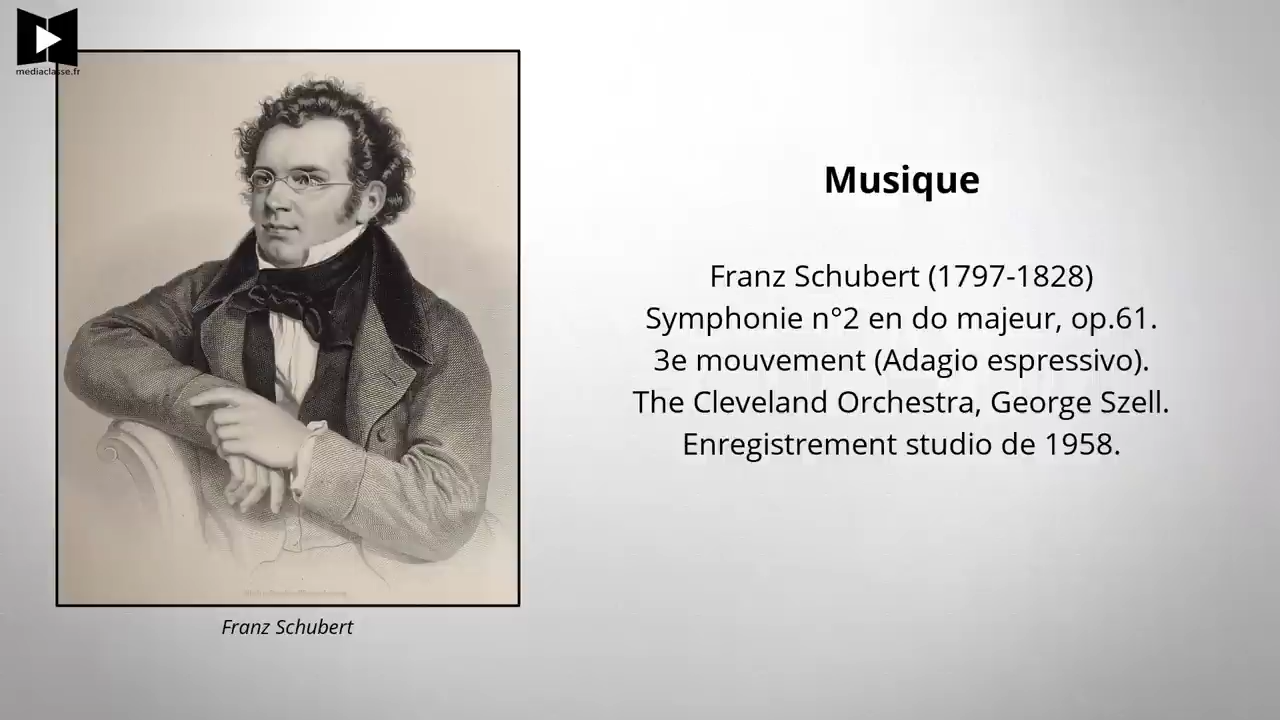 mediaclasse.fr
Musique
Franz Schubert (1797-1828)
Symphonie n°2 en do majeur, op.61.
3e mouvement (Adagio espressivo).
The Cleveland Orchestra, George Szell.
Enregistrement studio de 1958.
Franz Schubert